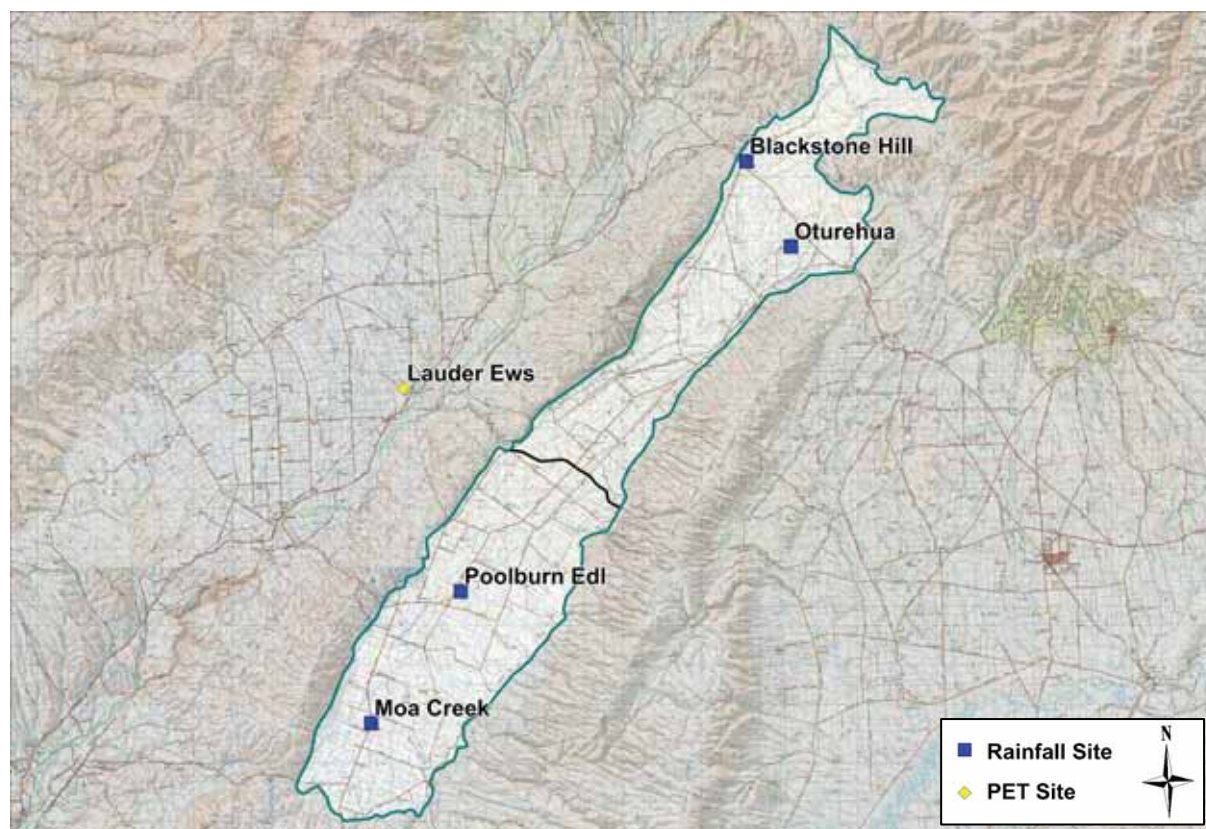 Blackstone Hill
Oturehua
Lauder Ews
Poolburn Edl
Moa Creek
N
Rainfall Site
PET Site